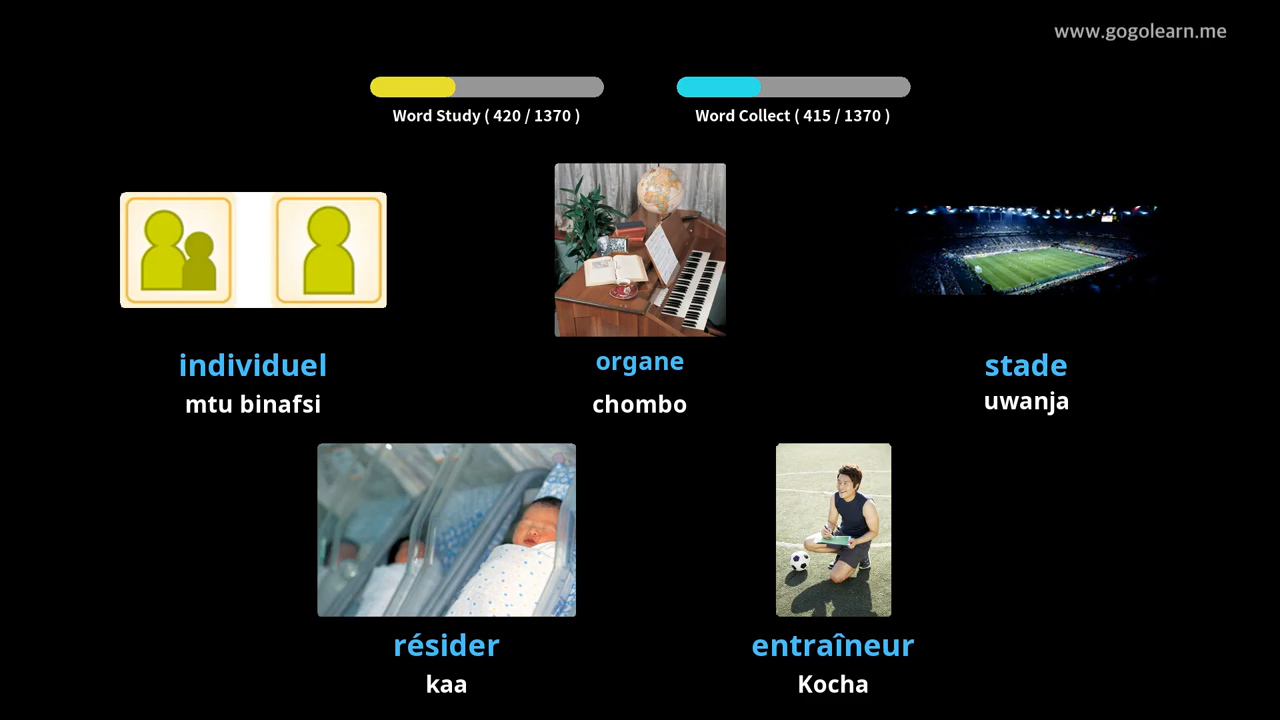 www.gogolearn.me
Word Study ( 420 / 1370 )
Word Collect ( 415 / 1370 )
individuel
mtu binafsi
organe
chombo
stade
uwanja
résider
kaa
entraîneur
Kocha